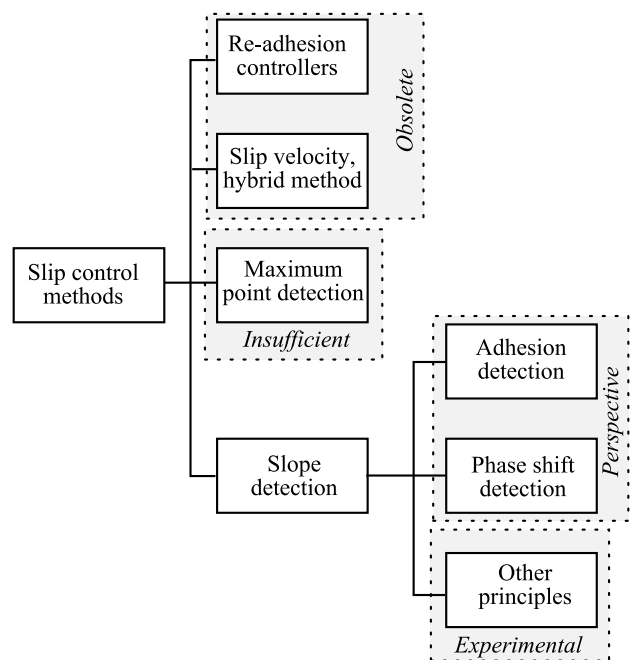 Re-adhesion
controllers
Obsolete
Slip velocity,
hybrid method
Slip control
methods
Maximum
point detection
Insufficient
Adhesion
detection
Perspective
Slope
detection
Phase shift
detection
Other
principles
Experimental